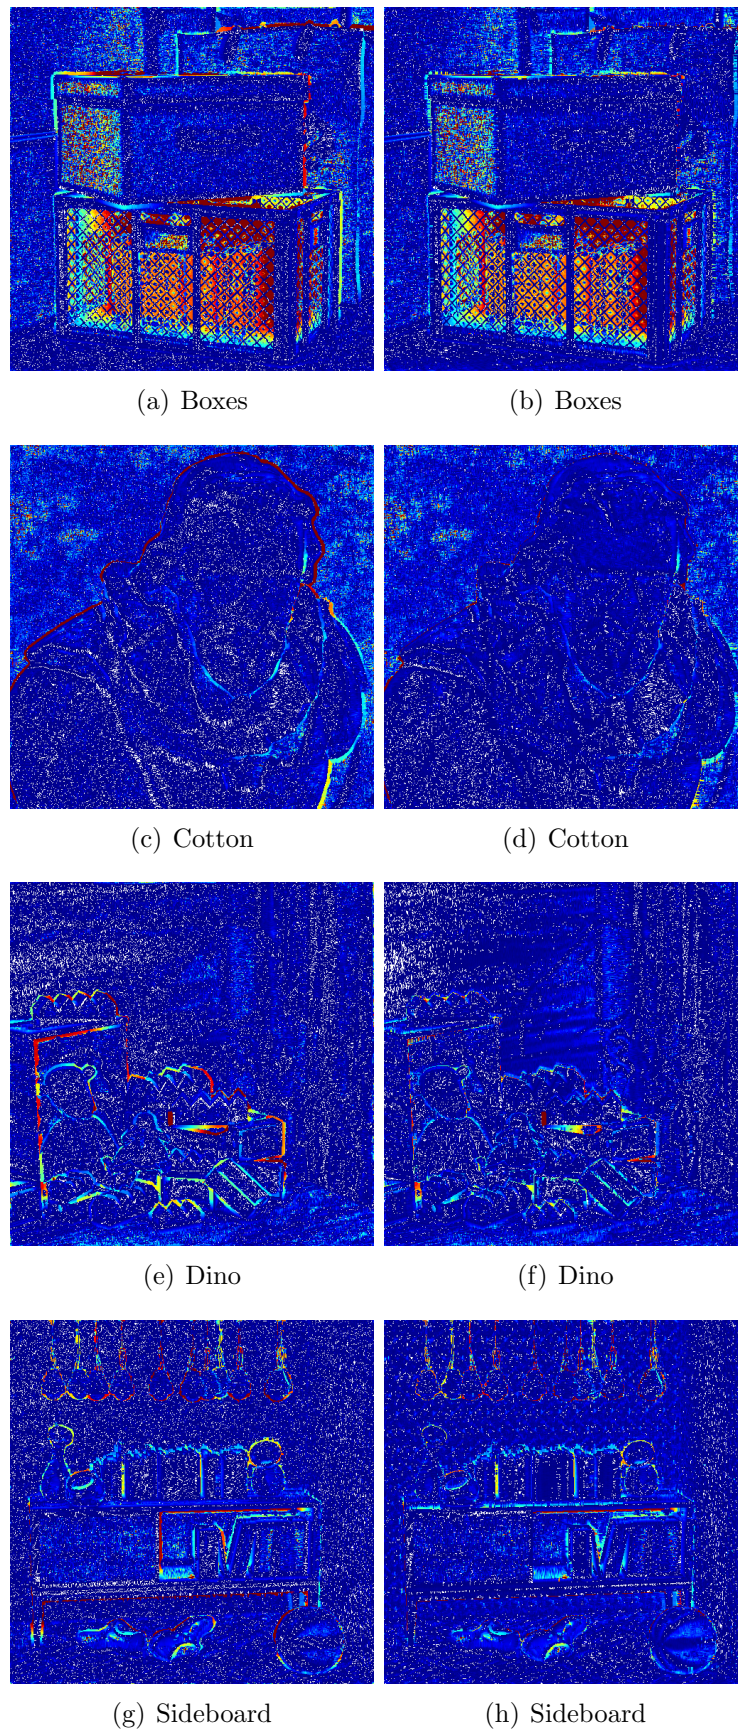 (a) Boxes
(b) Boxes
(c) Cotton
(d) Cotton
(e) Dino
(f) Dino
(g) Sideboard
(h) Sideboard